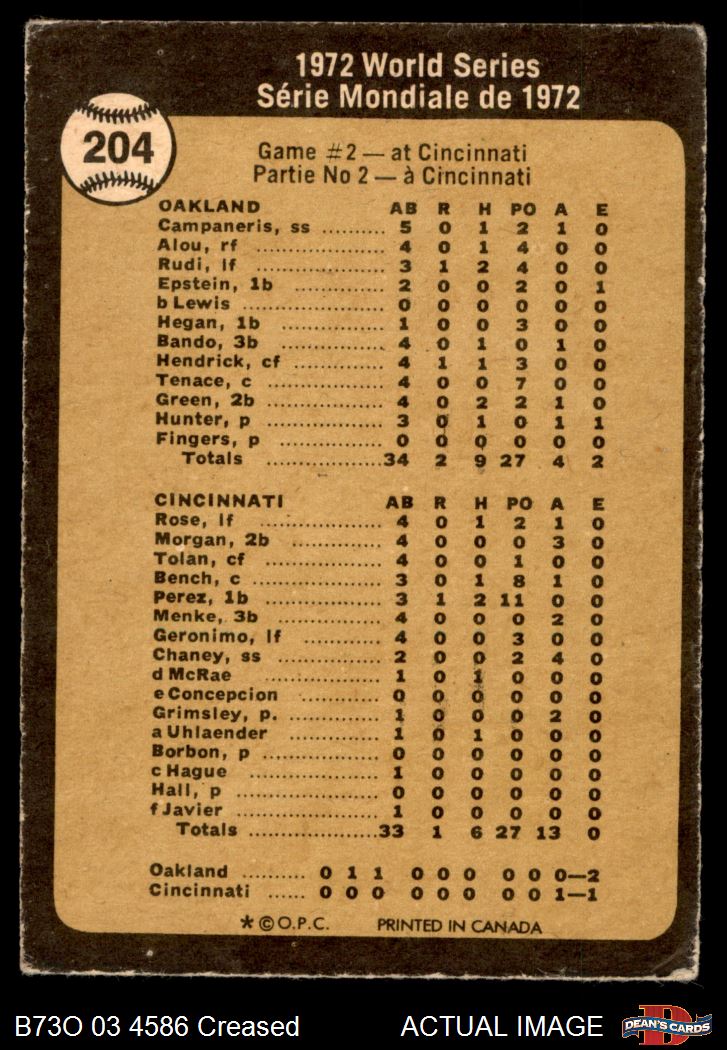 1972 World Series
Série Mondiale de 1972
204
Game #2 — at Cincinnati
Partie No 2 — à Cincinnati
OAKLAND AB R H PO A E
Campaneris, ss .......... 5 0 1 2 1 0
Alou, rf .................... 4 0 1 4 0 0
Rudi, lf .................... 3 1 2 4 0 0
Epstein, 1b .............. 2 0 0 2 0 1
b Lewis .................... 0 0 0 0 0 0
Hegan, 1b ................ 1 0 0 3 0 0
Bando, 3b ................ 4 0 1 0 1 0
Hendrick, cf .............. 4 1 1 3 0 0
Tenace, c .................. 4 0 0 7 0 0
Green, 2b .................. 4 0 2 2 1 0
Hunter, p .................. 3 0 1 0 1 1
Fingers, p ................ 0 0 0 0 0 0
Totals .................... 34 2 9 27 4 2
CINCINNATI AB R H PO A E
Rose, lf .................... 4 0 1 2 1 0
Morgan, 2b .............. 4 0 0 0 3 0
Tolan, cf .................. 4 0 0 1 0 0
Bench, c .................. 3 0 1 8 1 0
Perez, 1b .................. 3 1 2 11 0 0
Menke, 3b ................ 4 0 0 0 2 0
Geronimo, lf ............ 4 0 0 3 0 0
Chaney, ss ................ 2 0 0 2 4 0
d McRae .................. 1 0 1 0 0 0
e Concepcion ............ 0 0 0 0 0 0
Grimsley, p. .............. 1 0 0 0 2 0
a Uhlaender .............. 1 0 1 0 0 0
Borbon, p ................ 0 0 0 0 0 0
c Hague .................... 1 0 0 0 0 0
Hall, p .................... 0 0 0 0 0 0
f Javier .................... 1 0 0 0 0 0
Totals .................... 33 1 6 27 13 0
Oakland .......... 0 1 1 0 0 0 0 0 0—2
Cincinnati ...... 0 0 0 0 0 0 0 0 1—1
* © O.P.C. PRINTED IN CANADA
B73O 03 4586 Creased ACTUAL IMAGE
D
DEAN'S CARDS